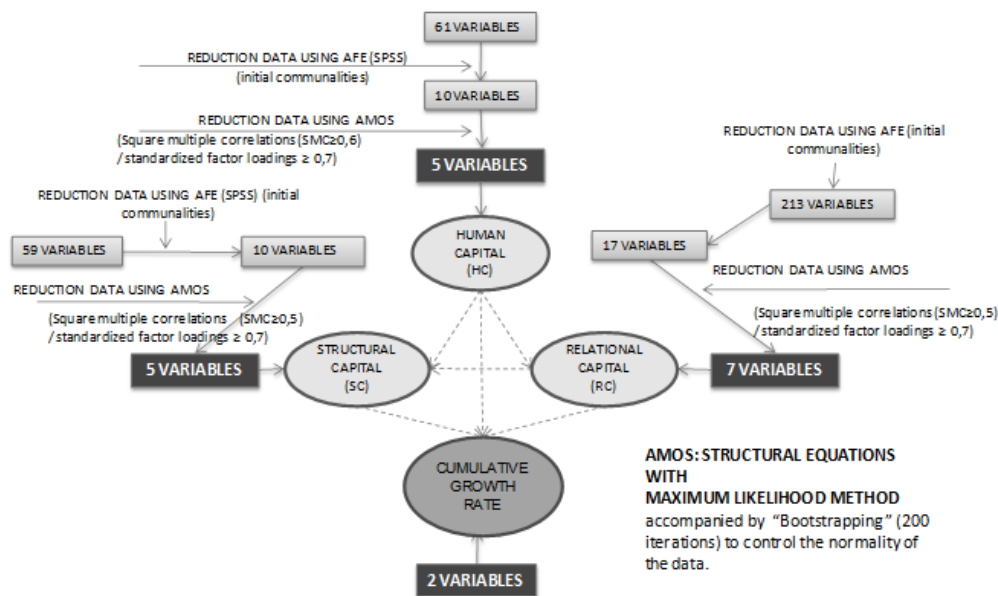 61 VARIABLES
REDUCTION DATA USING AFE (SPSS)
(initial communalities)
10 VARIABLES
REDUCTION DATA USING AMOS
(Square multiple correlations (SMC≥0,6)
/standardized factor loadings ≥ 0,7)
5 VARIABLES
REDUCTION DATA USING AFE (initial
communalities)
213 VARIABLES
17 VARIABLES
REDUCTION DATA USING AMOS
(Square multiple correlations (SMC≥0,5)
/standardized factor loadings ≥ 0,7)
7 VARIABLES
REDUCTION DATA USING AFE (SPSS) (initial
communalities)
59 VARIABLES
10 VARIABLES
REDUCTION DATA USING AMOS
(Square multiple correlations (SMC≥0,5)
/standardized factor loadings ≥ 0,7)
5 VARIABLES
HUMAN
CAPITAL
(HC)
STRUCTURAL
CAPITAL
(SC)
RELATIONAL
CAPITAL
(RC)
CUMULATIVE
GROWTH
RATE
2 VARIABLES
AMOS: STRUCTURAL EQUATIONS
WITH
MAXIMUM LIKELIHOOD METHOD
accompanied by “Bootstrapping” (200
iterations) to control the normality of
the data.